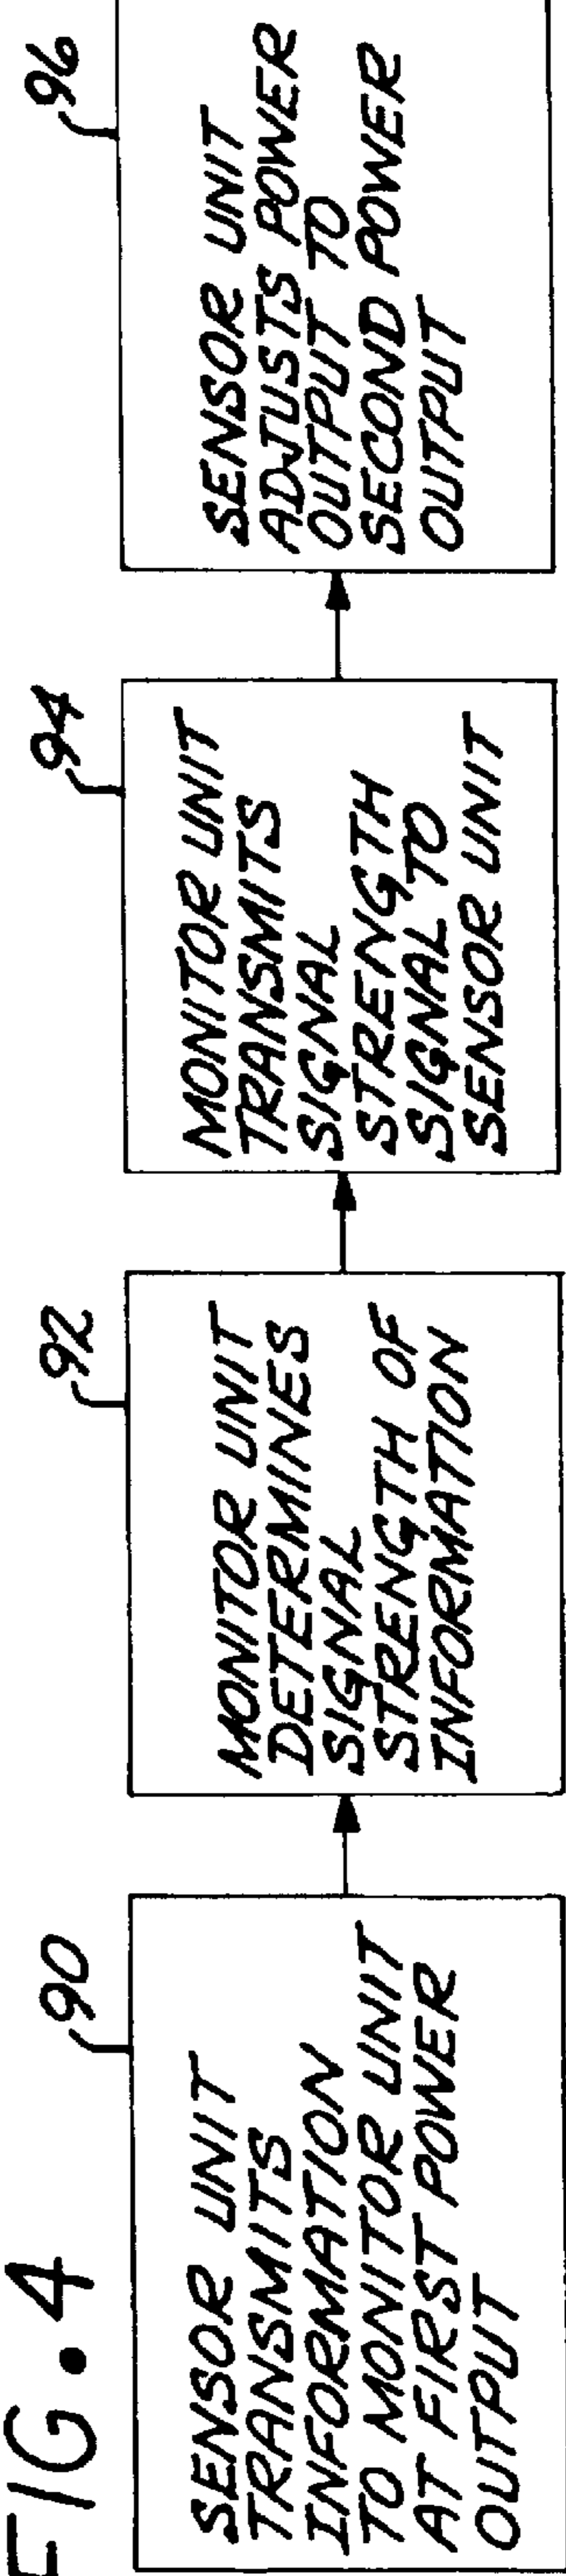 FIG. 4
90
SENSOR UNIT
TRANSMITS
INFORMATION
TO MONITOR UNIT
AT FIRST POWER
OUTPUT
92
MONITOR UNIT
DETERMINES
SIGNAL
STRENGTH OF
INFORMATION
94
MONITOR UNIT
TRANSMITS
SIGNAL
STRENGTH
SIGNAL TO
SENSOR UNIT
96
SENSOR UNIT
ADJUSTS POWER
OUTPUT TO
SECOND POWER
OUTPUT